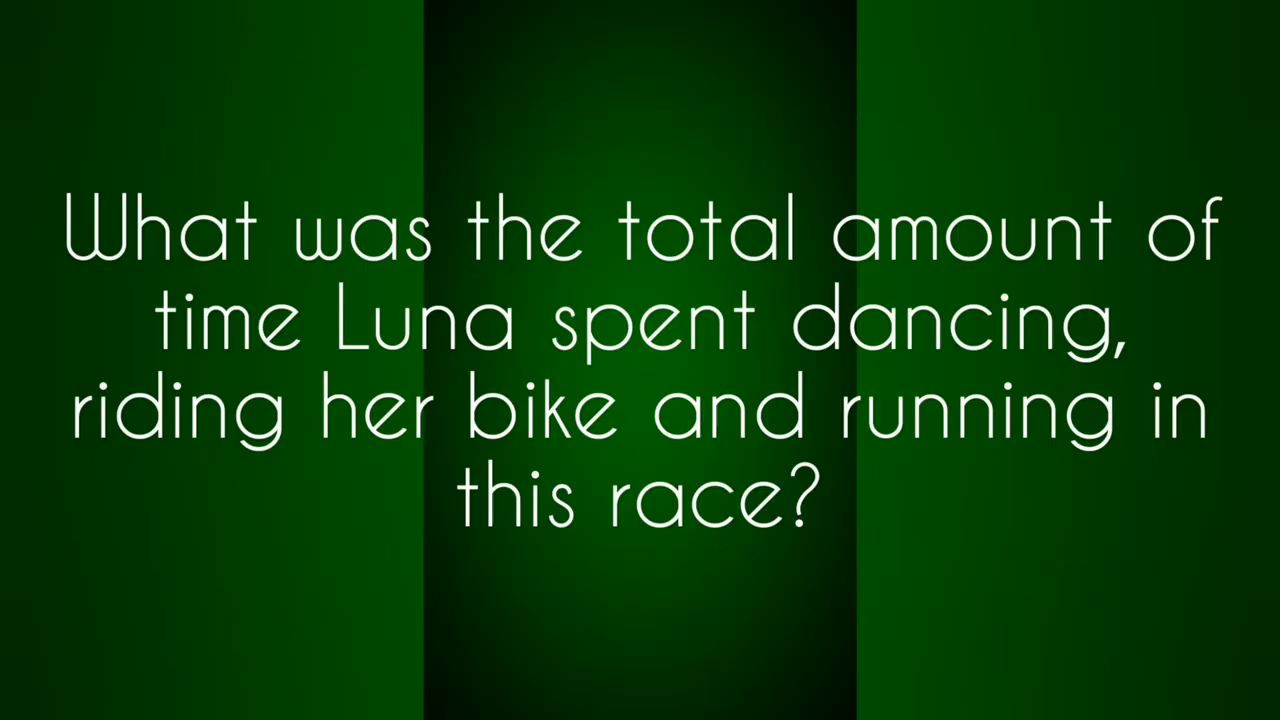 What was the total amount of
time Luna spent dancing,
riding her bike and running in
this race?